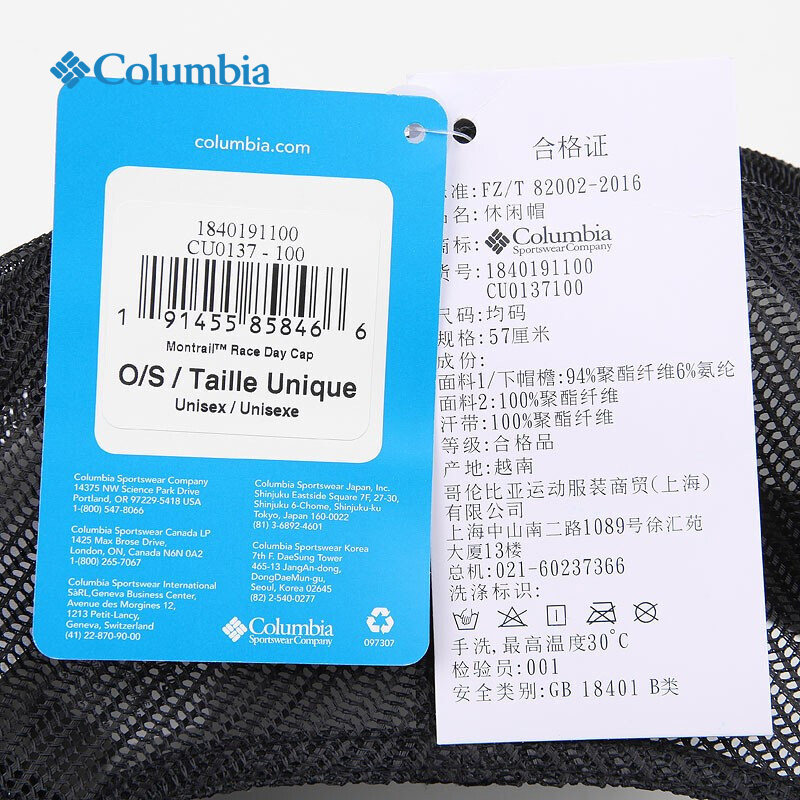 Columbia
columbia.com
1840191100
CU0137 - 100
1 91455 85846 6
Montrail™ Race Day Cap
O/S / Taille Unique
Unisex / Unisexe
Columbia Sportswear Company
14375 NW Science Park Drive
Portland, OR 97229-5418 USA
1-(800) 547-8066
Columbia Sportswear Canada LP
1425 Max Brose Drive,
London, ON, Canada N6N 0A2
1-(800) 265-7067
Columbia Sportswear International
SàRL,Geneva Business Center,
Avenue des Morgines 12,
1213 Petit-Lancy,
Geneva, Switzerland
(41) 22-870-90-00
Columbia Sportswear Japan, Inc.
Shinjuku Eastside Square 7F, 27-30,
Shinjuku 6-Chome, Shinjuku-ku
Tokyo, Japan 160-0022
(81) 3-6892-4601
Columbia Sportswear Korea
7th F. DaeSung Tower
465-13 JangAn-dong,
DongDaeMun-gu,
Seoul, Korea 02645
(82) 2-540-0277
Columbia
Sportswear Company
097307
合格证
标准:FZ/T 82002-2016
品名:休闲帽
商标:Columbia
Sportswear Company
货号:1840191100
CU0137100
尺码:均码
规格:57厘米
成份:
面料1/下帽檐:94%聚酯纤维6%氨纶
面料2:100%聚酯纤维
汗带:100%聚酯纤维
等级:合格品
产地:越南
哥伦比亚运动服装商贸(上海)
有限公司
上海中山南二路1089号徐汇苑
大厦13楼
总机:021-60237366
洗涤标识:
手洗,最高温度30℃
检验员:001
安全类别:GB 18401 B类